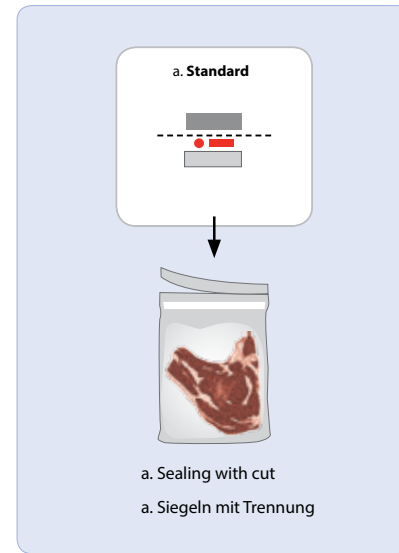 a. Standard
a. Sealing with cut
a. Siegeln mit Trennung